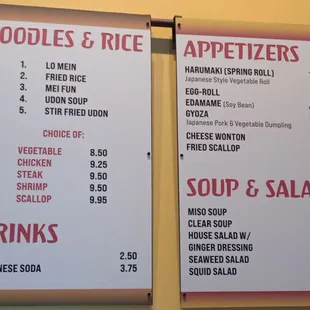 OODLES & RICE
1. LO MEIN
2. FRIED RICE
3. MEI FUN
4. UDON SOUP
5. STIR FRIED UDON
CHOICE OF:
VEGETABLE 8.50
CHICKEN 9.25
STEAK 9.50
SHRIMP 9.50
SCALLOP 9.95
RINKS
2.50
NESE SODA 3.75
APPETIZERS
HARUMAKI (SPRING ROLL)
Japanese Style Vegetable Roll
EGG-ROLL
EDAMAME (Soy Bean)
GYOZA
Japanese Pork & Vegetable Dumpling
CHEESE WONTON
FRIED SCALLOP
SOUP & SALA
MISO SOUP
CLEAR SOUP
HOUSE SALAD W/
GINGER DRESSING
SEAWEED SALAD
SQUID SALAD